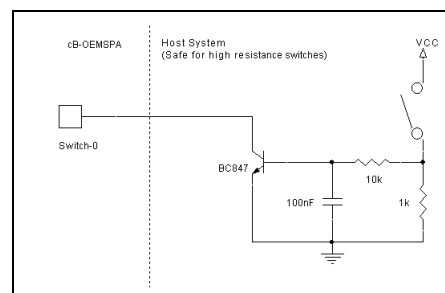 cB-OEMSPA
Host System
(Safe for high resistance switches)
VCC
Switch-0
BC847
10k
100nF
1k